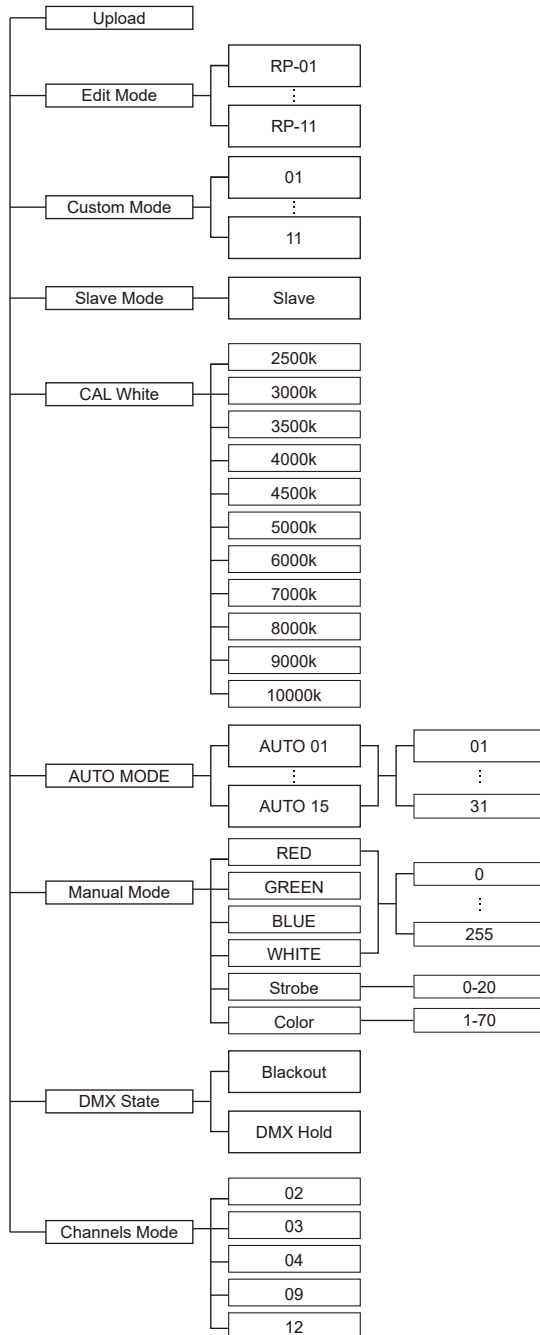 Upload
Edit Mode
RP-01
RP-11
Custom Mode
01
11
Slave Mode
Slave
CAL White
2500k
3000k
3500k
4000k
4500k
5000k
6000k
7000k
8000k
9000k
10000k
AUTO MODE
AUTO 01
AUTO 15
01
31
Manual Mode
RED
GREEN
BLUE
WHITE
0
255
Strobe
0-20
Color
1-70
DMX State
Blackout
DMX Hold
Channels Mode
02
03
04
09
12